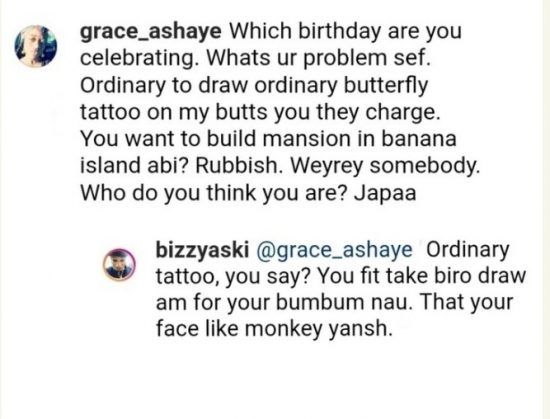 grace_ashaye Which birthday are you
celebrating. Whats ur problem sef.
Ordinary to draw ordinary butterfly
tattoo on my butts you they charge.
You want to build mansion in banana
island abi? Rubbish. Weyrey somebody.
Who do you think you are? Japaa
bizzyaski @grace_ashaye Ordinary
tattoo, you say? You fit take biro draw
am for your bumbum nau. That your
face like monkey yansh.